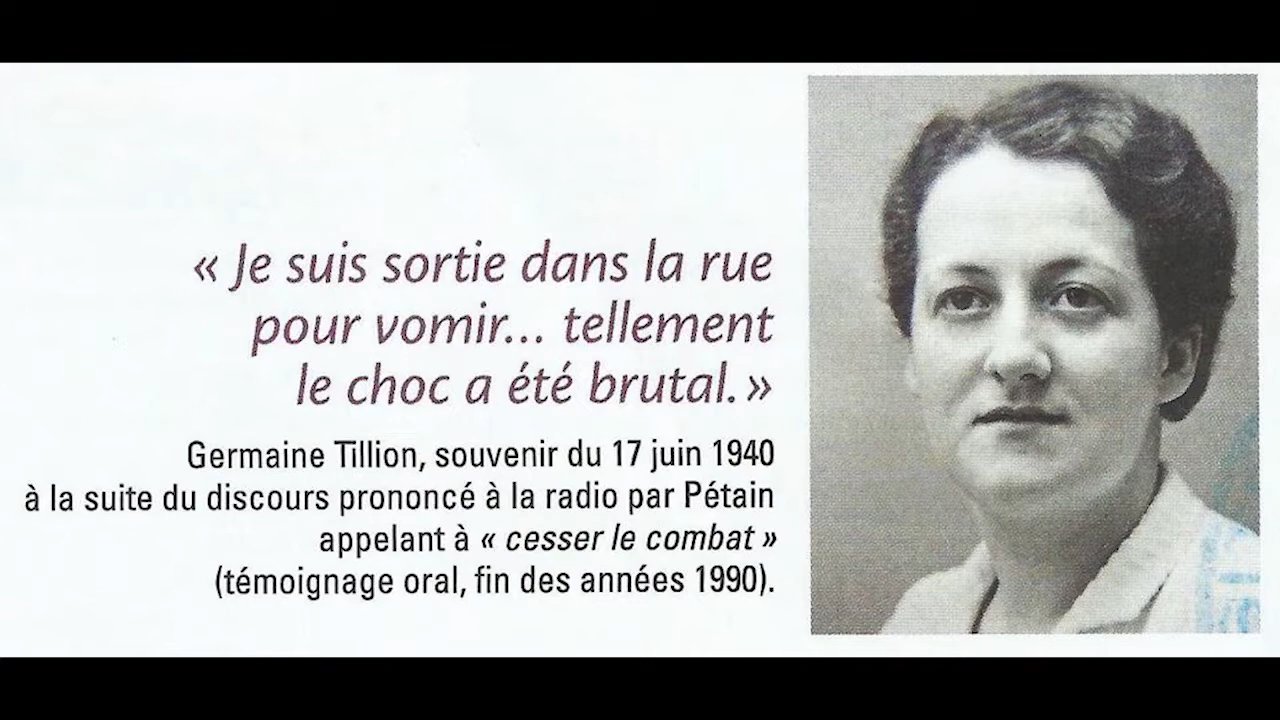 « Je suis sortie dans la rue
pour vomir... tellement
le choc a été brutal. »
Germaine Tillion, souvenir du 17 juin 1940
à la suite du discours prononcé à la radio par Pétain
appelant à « cesser le combat »
(témoignage oral, fin des années 1990).